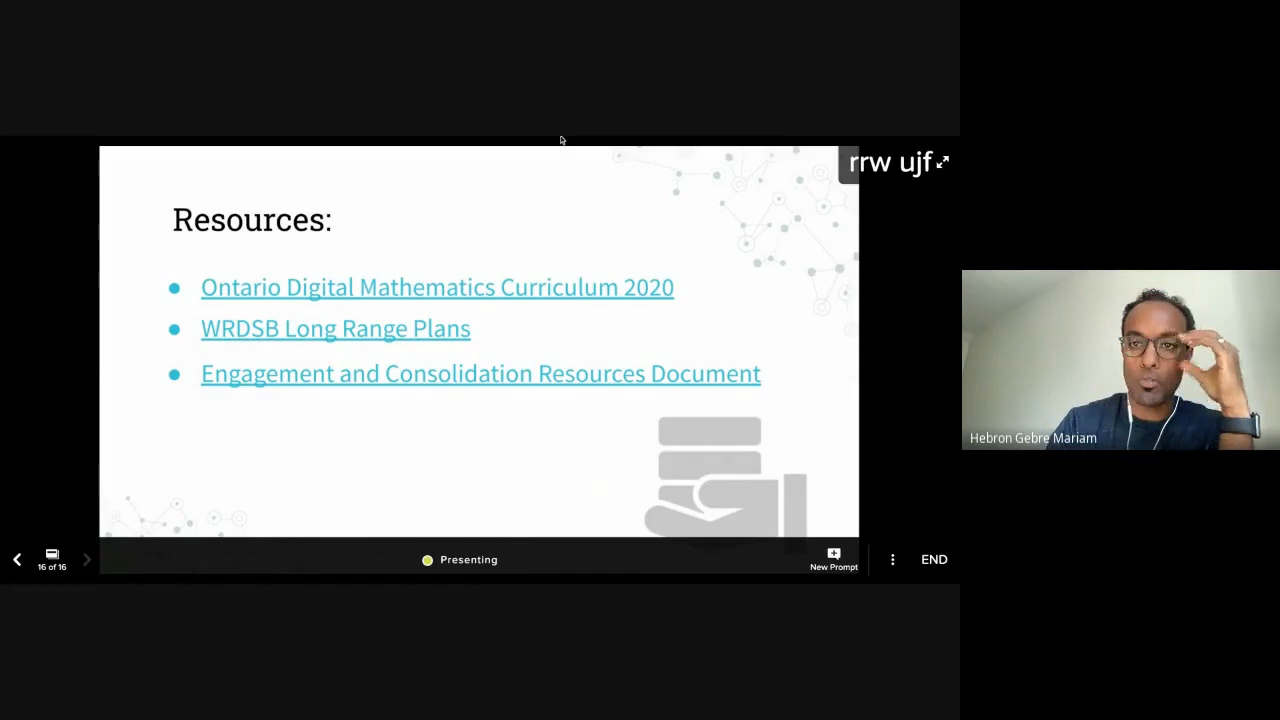 rrw ujf
Resources:
Ontario Digital Mathematics Curriculum 2020
WRDSB Long Range Plans
Engagement and Consolidation Resources Document
Hebron Gebre Mariam
16 of 16
Presenting
New Prompt
END